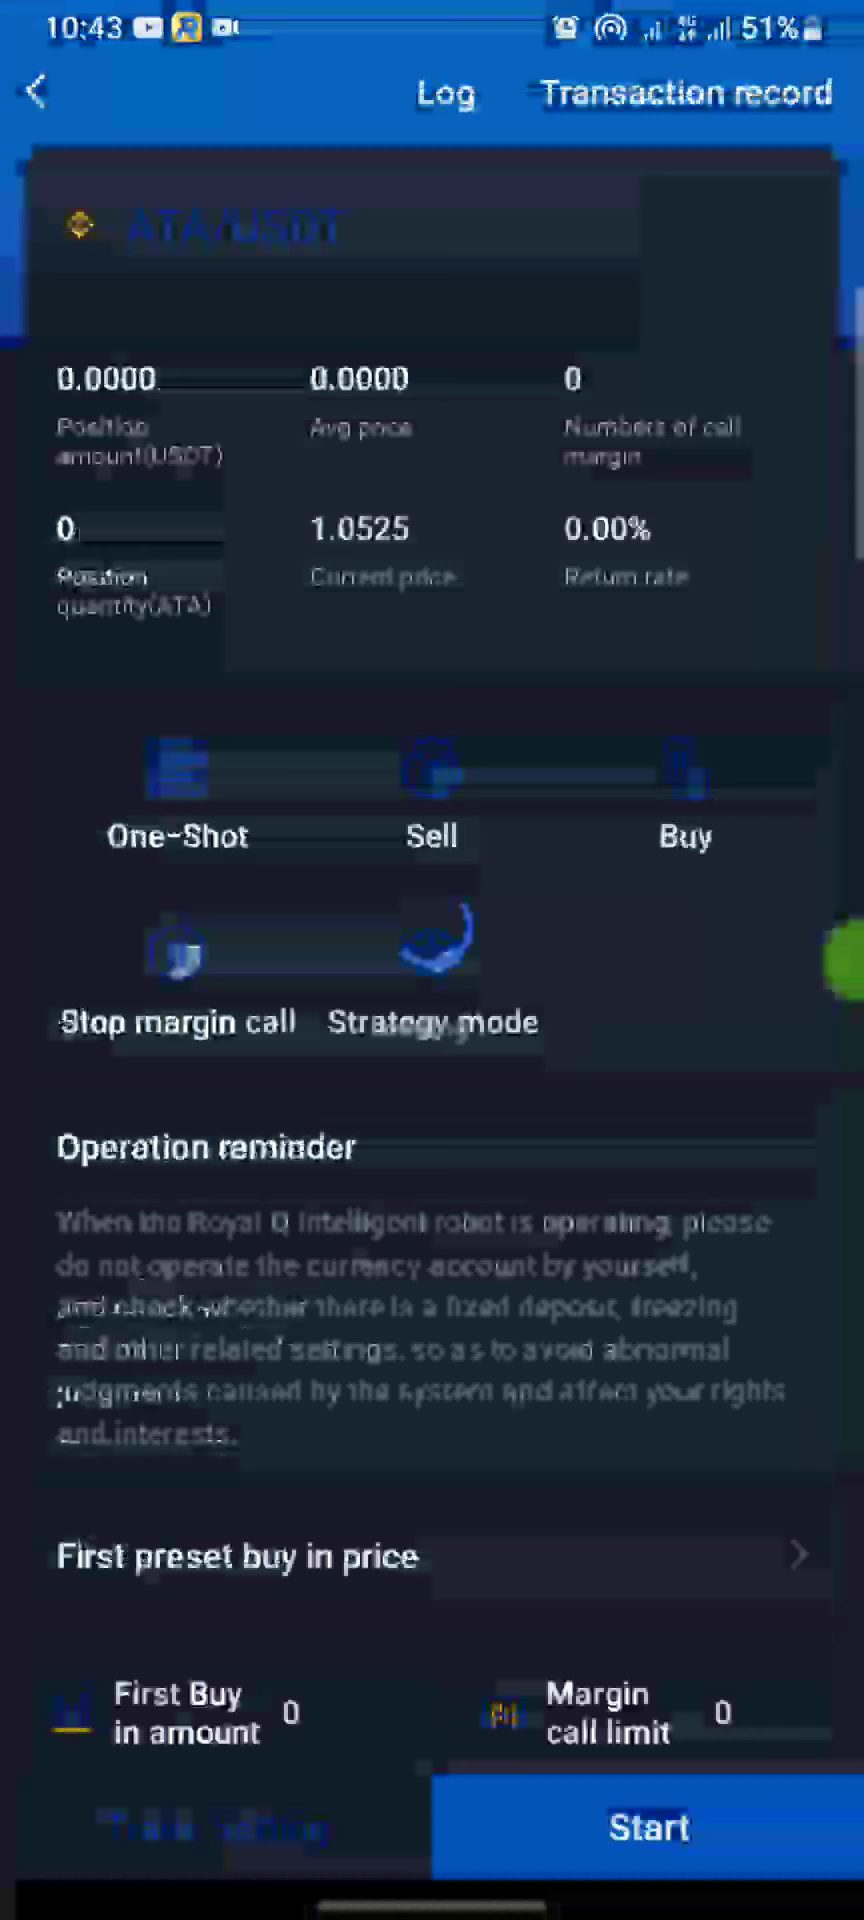 10:43 51%
Log Transaction record
ATA/USDT
0.0000 0.0000 0
Position amount(USDT) Avg price Numbers of call margin
0 1.0525 0.00%
Position quantity(ATA) Current price Return rate
One-Shot Sell Buy
Stop margin call Strategy mode
Operation reminder
When the Royal Q intelligent robot is operating, please
do not operate the currency account by yourself,
and check whether there is a fixed deposit, freezing
and other related settings, so as to avoid abnormal
judgments caused by the system and affect your rights
and interests.
First preset buy in price
First Buy in amount 0 Margin call limit 0
Trade Setting Start